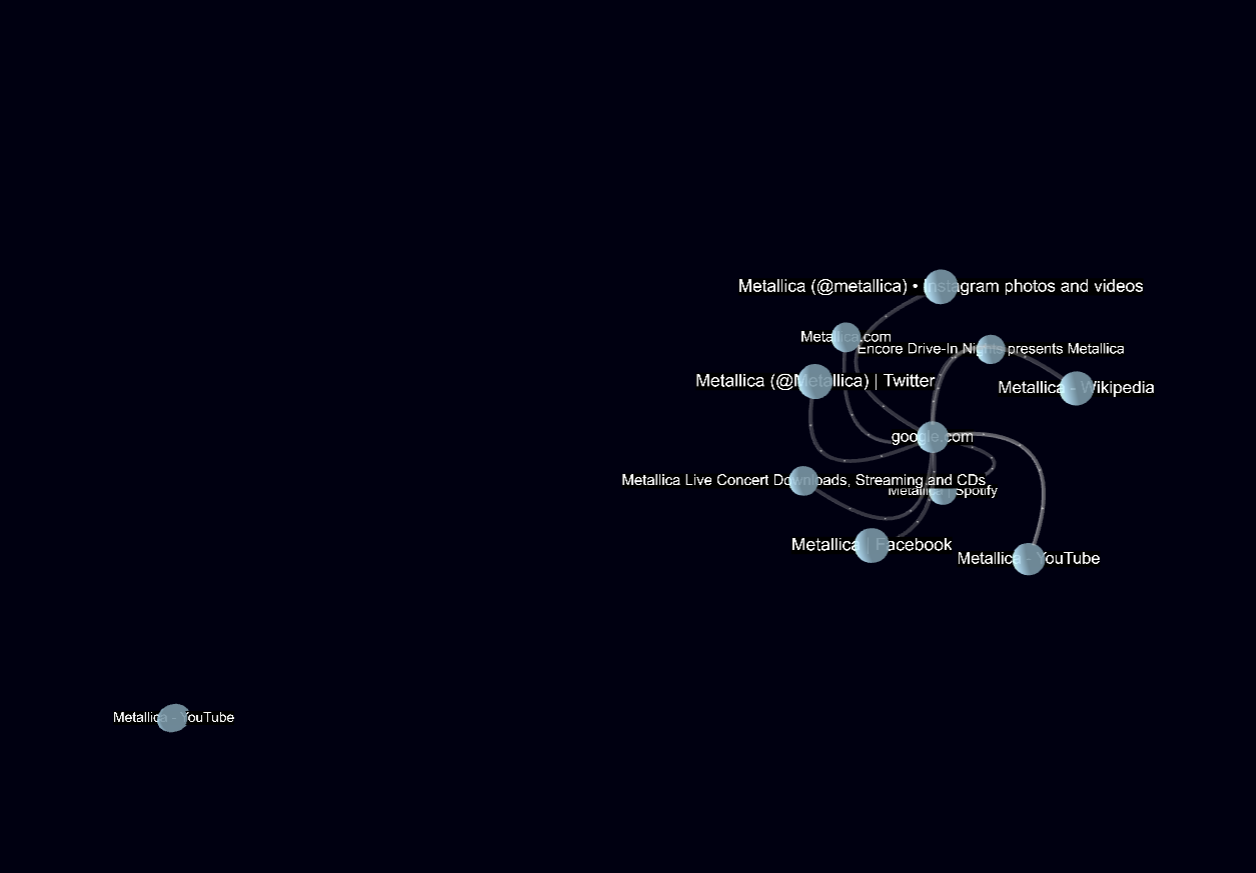 Metallica (@metallica) • Instagram photos and videos
Metallica.com
Encore Drive-In Nights presents Metallica
Metallica (@Metallica) | Twitter
Metallica - Wikipedia
google.com
Metallica Live Concert Downloads, Streaming and CDs
Metallica | Spotify
Metallica | Facebook
Metallica - YouTube
Metallica - YouTube